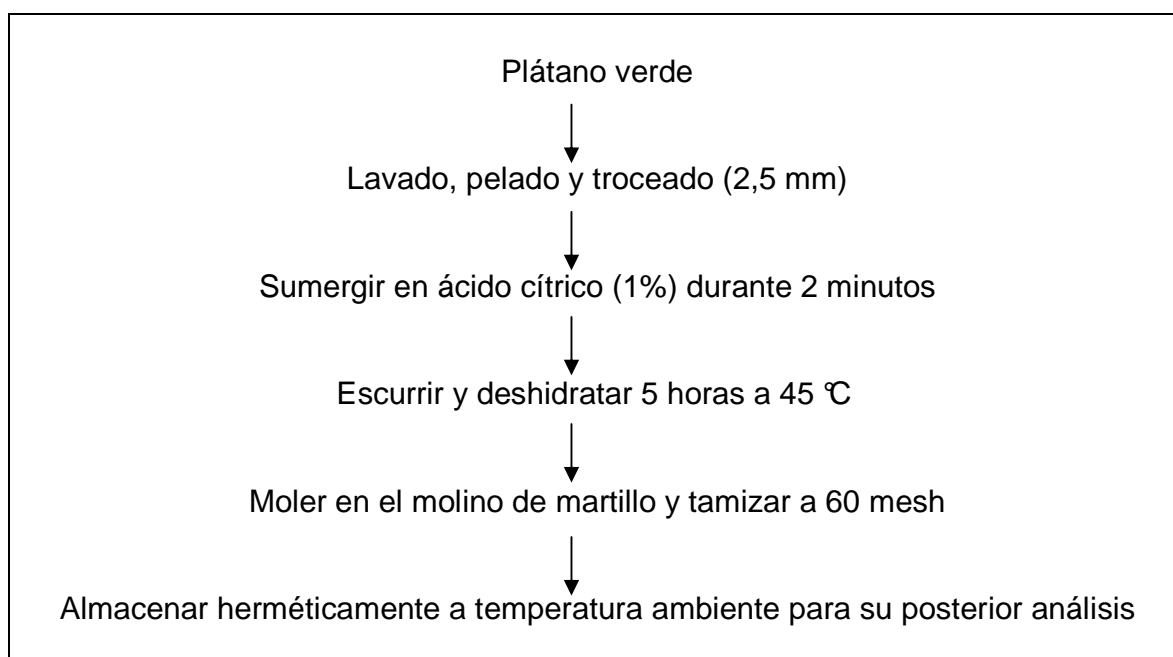 Plátano verde
Lavado, pelado y troceado (2,5 mm)
Sumergir en ácido cítrico (1%) durante 2 minutos
Escurrir y deshidratar 5 horas a 45 ℃
Moler en el molino de martillo y tamizar a 60 mesh
Almacenar herméticamente a temperatura ambiente para su posterior análisis